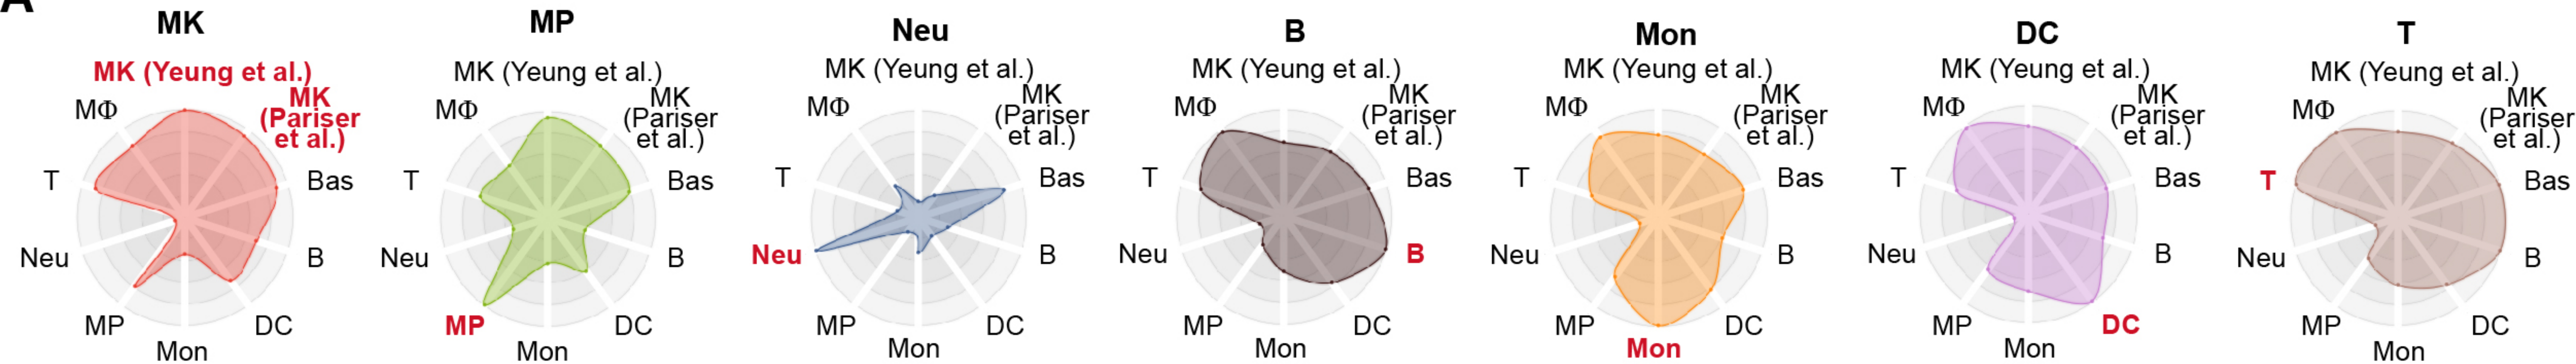 A
MK
MK (Yeung et al.)
MΦ
MK
(Pariser
et al.)
T
Bas
Neu
B
MP
DC
Mon
MP
MK (Yeung et al.)
MΦ
MK
(Pariser
et al.)
T
Bas
Neu
B
MP
DC
Mon
Neu
MK (Yeung et al.)
MΦ
MK
(Pariser
et al.)
T
Bas
Neu
B
MP
DC
Mon
B
MK (Yeung et al.)
MΦ
MK
(Pariser
et al.)
T
Bas
Neu
B
MP
DC
Mon
Mon
MK (Yeung et al.)
MΦ
MK
(Pariser
et al.)
T
Bas
Neu
B
MP
DC
Mon
DC
MK (Yeung et al.)
MΦ
MK
(Pariser
et al.)
T
Bas
Neu
B
MP
DC
Mon
T
MK (Yeung et al.)
MΦ
MK
(Pariser
et al.)
T
Bas
Neu
B
MP
DC
Mon